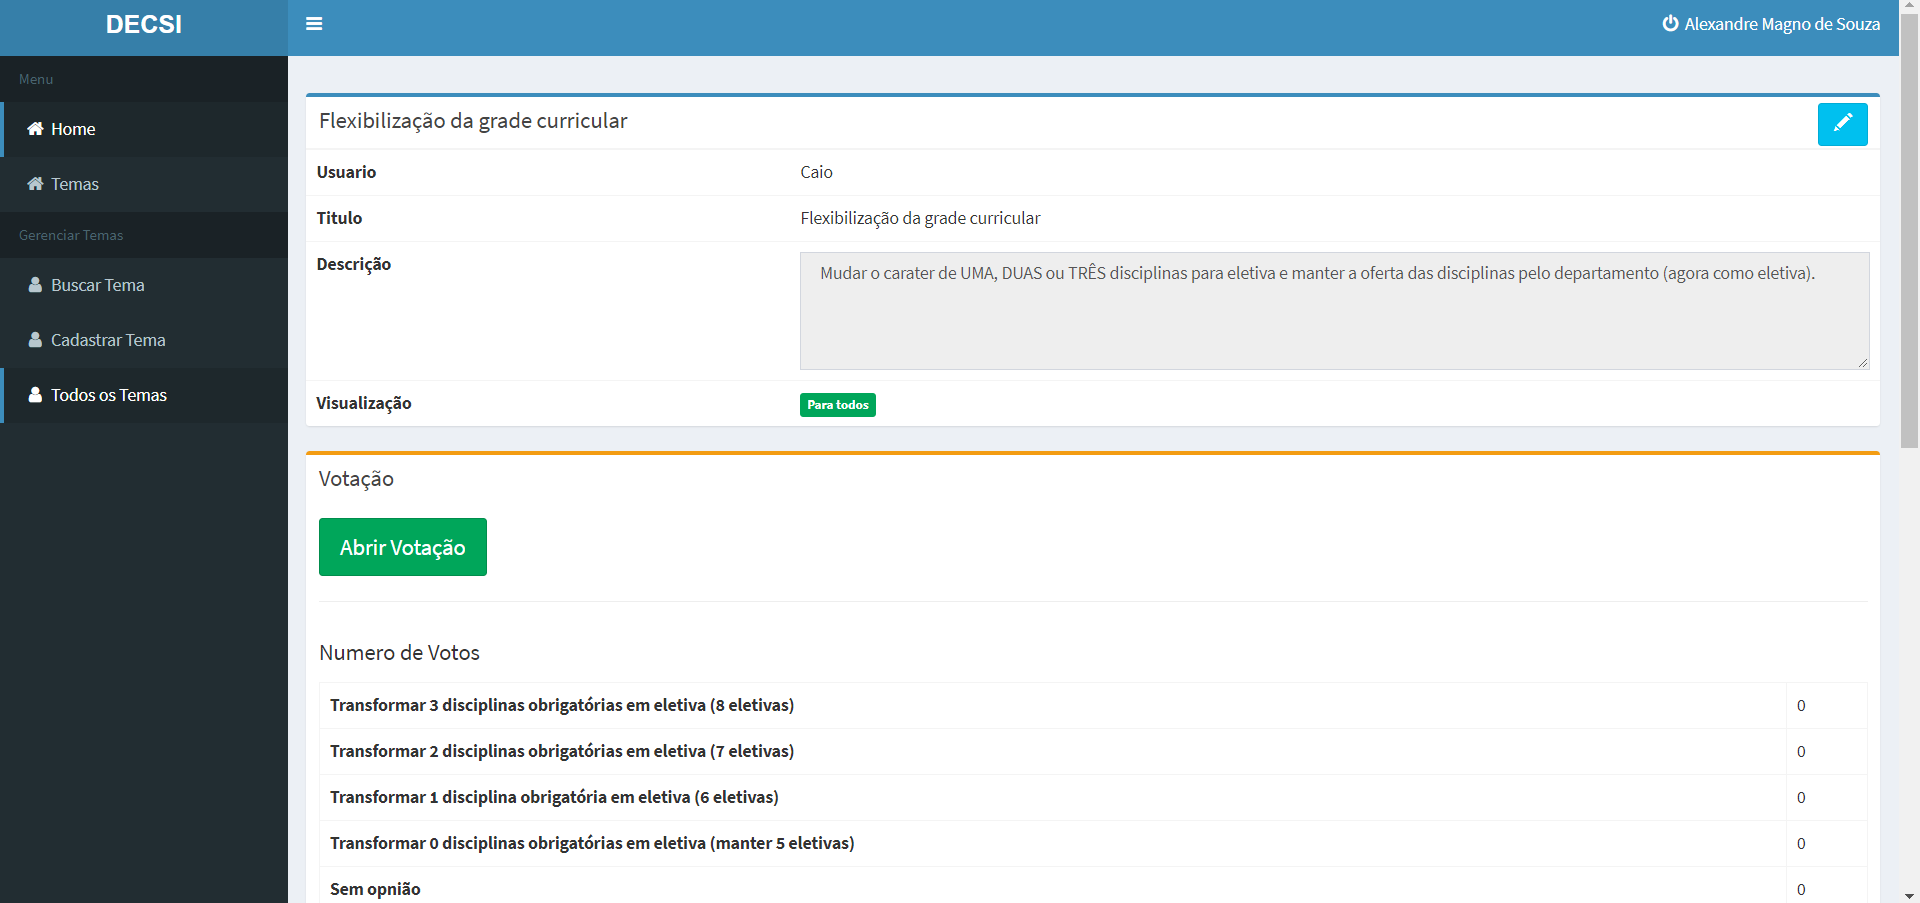 DECSI
Alexandre Magno de Souza
Menu
Home
Temas
Gerenciar Temas
Buscar Tema
Cadastrar Tema
Todos os Temas
Flexibilização da grade curricular
Usuario Caio
Titulo Flexibilização da grade curricular
Descrição Mudar o carater de UMA, DUAS ou TRÊS disciplinas para eletiva e manter a oferta das disciplinas pelo departamento (agora como eletiva).
Visualização Para todos
Votação
Abrir Votação
Numero de Votos
Transformar 3 disciplinas obrigatórias em eletiva (8 eletivas) 0
Transformar 2 disciplinas obrigatórias em eletiva (7 eletivas) 0
Transformar 1 disciplina obrigatória em eletiva (6 eletivas) 0
Transformar 0 disciplinas obrigatórias em eletiva (manter 5 eletivas) 0
Sem opnião 0